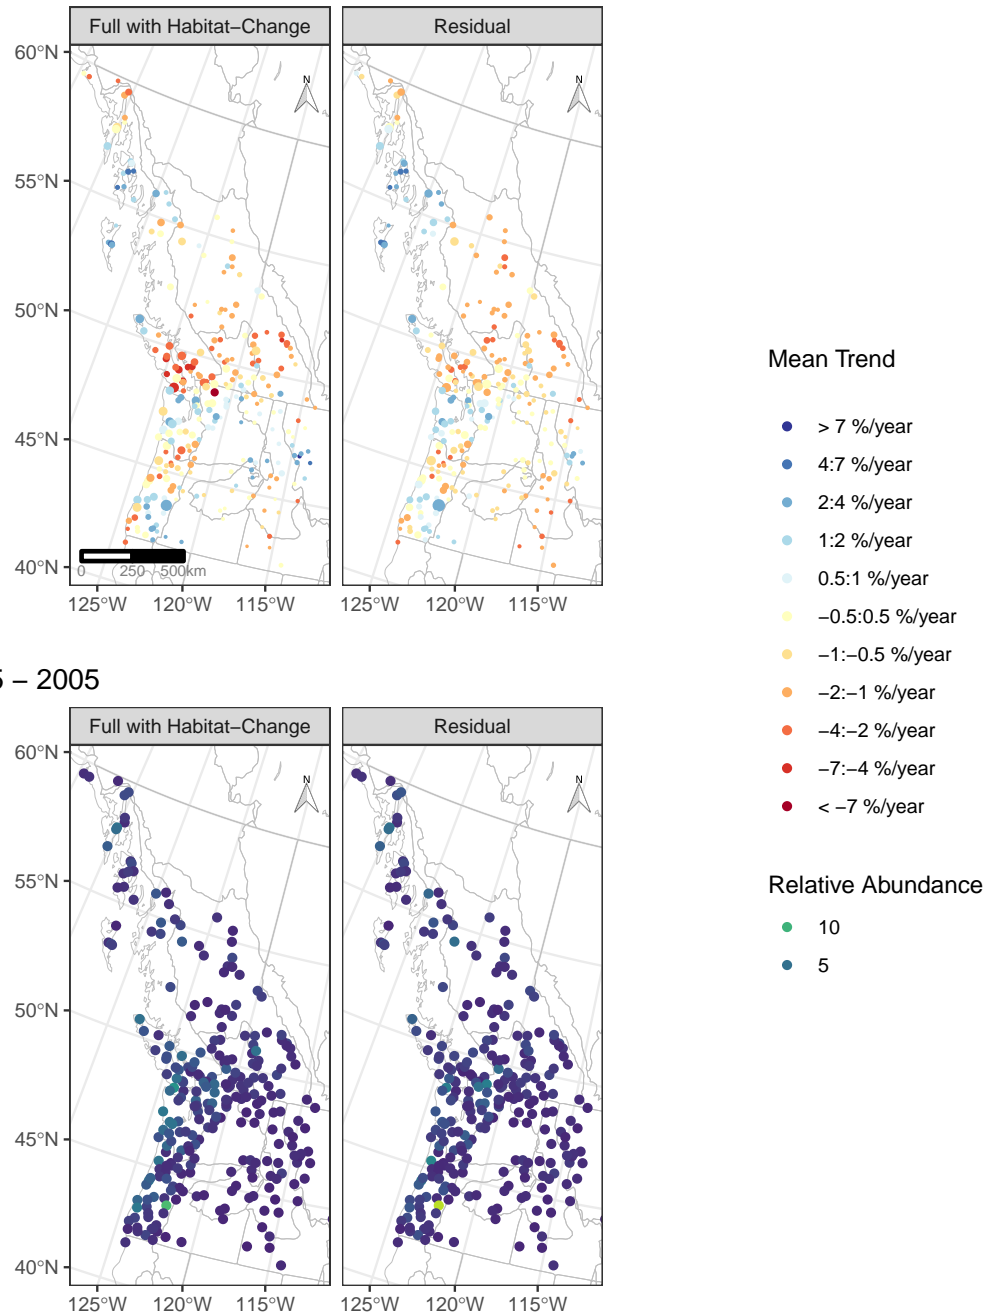 Full with Habitat−Change
Residual
60°N
55°N
50°N
45°N
40°N
N
N
0 250 500km
125°W 120°W 115°W
125°W 120°W 115°W
Mean Trend
> 7 %/year
4:7 %/year
2:4 %/year
1:2 %/year
0.5:1 %/year
−0.5:0.5 %/year
−1:−0.5 %/year
−2:−1 %/year
−4:−2 %/year
−7:−4 %/year
< −7 %/year
− 2005
Full with Habitat−Change
Residual
60°N
55°N
50°N
45°N
40°N
N
N
125°W 120°W 115°W
125°W 120°W 115°W
Relative Abundance
10
5